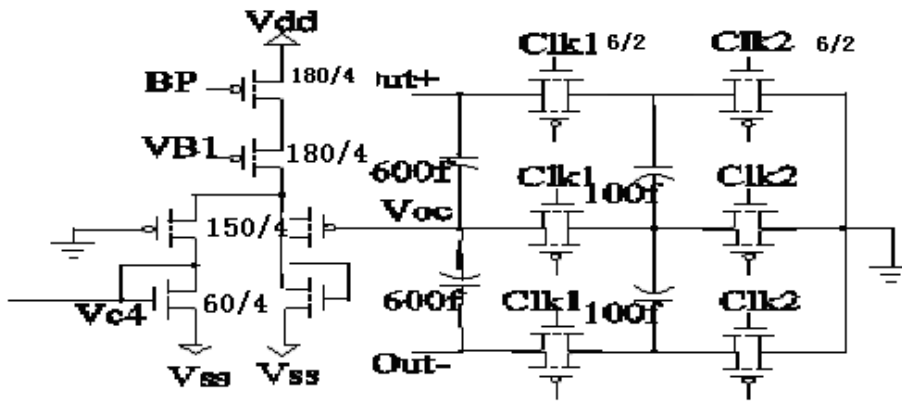 Vdd
Clk1 6/2 Clk2 6/2
BP 180/4 ut+
VB1 180/4
600f Clk1 100f Clk2
150/4 Voc
Vc4 60/4 600f Clk1 100f Clk2
Vss Vss Out-